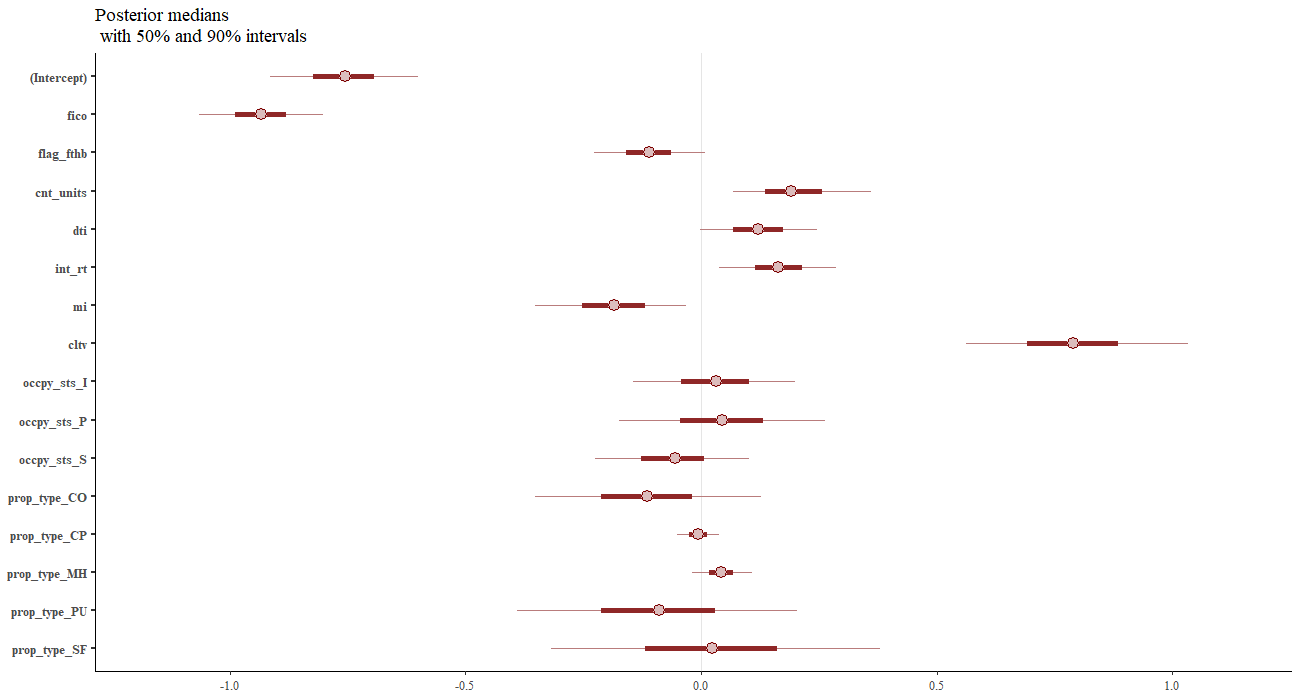 Posterior medians
with 50% and 90% intervals
(Intercept)
fico
flag_fthb
cnt_units
dti
int_rt
mi
cltv
occpy_sts_I
occpy_sts_P
occpy_sts_S
prop_type_CO
prop_type_CP
prop_type_MH
prop_type_PU
prop_type_SF
-1.0 -0.5 0.0 0.5 1.0